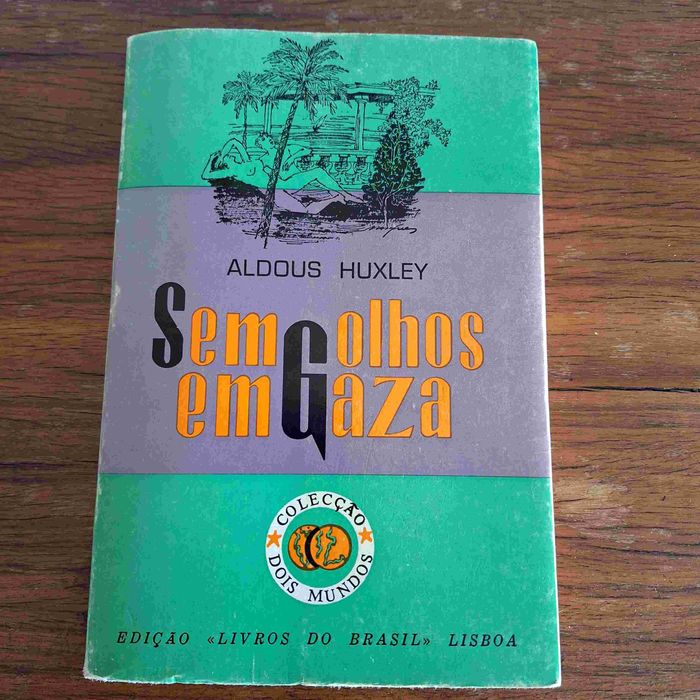 ALDOUS HUXLEY
Sem olhos
em Gaza
COLECÇÃO
DOIS MUNDOS
EDIÇÃO «LIVROS DO BRASIL» LISBOA